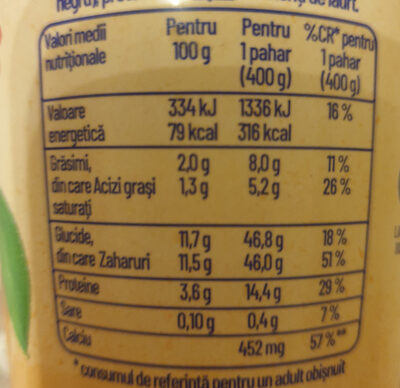 de iaurt.
Valori medii nutriționale Pentru 100 g Pentru 1 pahar (400 g) %CR* pentru 1 pahar (400 g)
Valoare energetică 334 kJ 79 kcal 1336 kJ 316 kcal 16 %
Grăsimi, 2,0 g 8,0 g 11 %
din care Acizi grași saturați 1,3 g 5,2 g 26 %
Glucide, 11,7 g 46,8 g 18 %
din care Zaharuri 11,5 g 46,0 g 51 %
Proteine 3,6 g 14,4 g 29 %
Sare 0,10 g 0,4 g 7 %
Calciu 452 mg 57 %**
* consumul de referință pentru un adult obișnuit